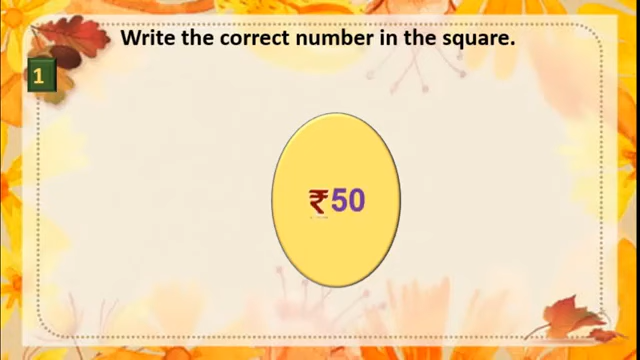 Write the correct number in the square.
1
₹50